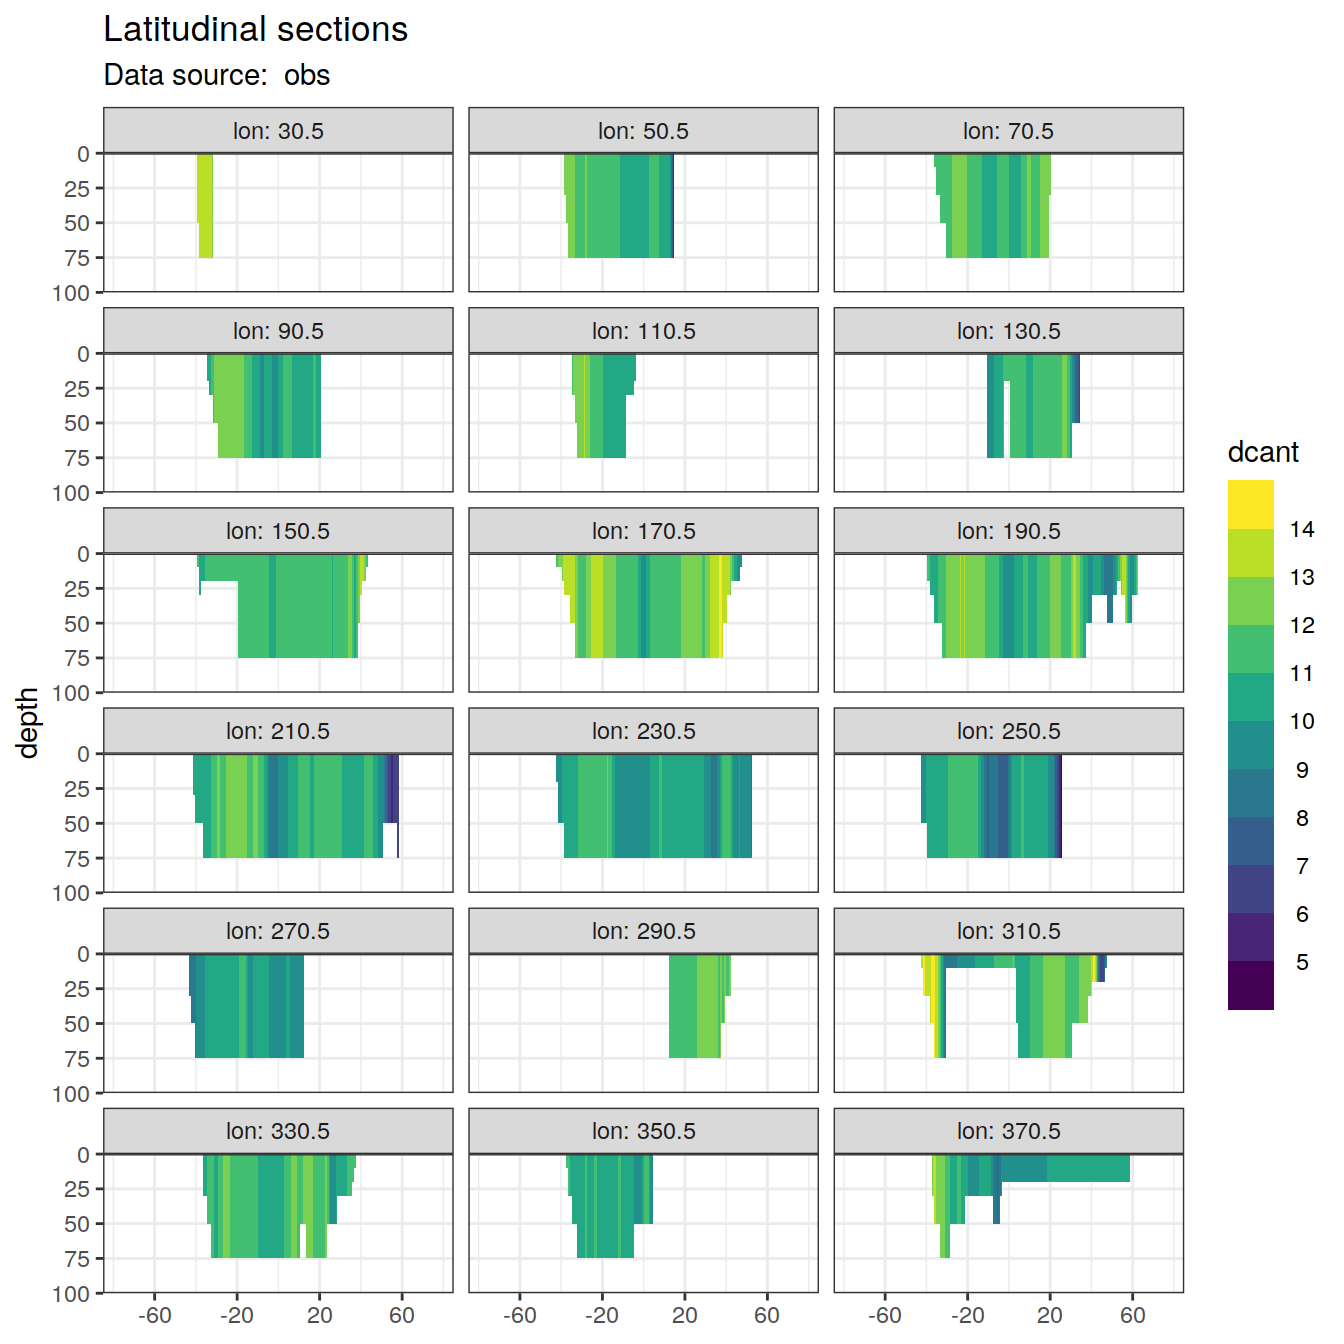 Latitudinal sections
Data source:  obs
lon: 30.5
lon: 50.5
lon: 70.5
0
25
50
75
100
lon: 90.5
lon: 110.5
lon: 130.5
0
25
50
75
100
lon: 150.5
lon: 170.5
lon: 190.5
0
25
50
75
100
lon: 210.5
lon: 230.5
lon: 250.5
0
25
50
75
100
lon: 270.5
lon: 290.5
lon: 310.5
0
25
50
75
100
lon: 330.5
lon: 350.5
lon: 370.5
0
25
50
75
100
-60 -20 20 60
-60 -20 20 60
-60 -20 20 60
depth
dcant
14
13
12
11
10
9
8
7
6
5